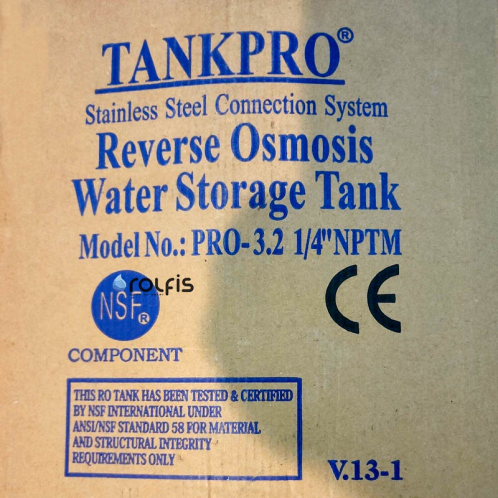 TANKPRO®
Stainless Steel Connection System
Reverse Osmosis
Water Storage Tank
Model No.: PRO-3.2 1/4"NPTM
rolfis
NSF®
CE
COMPONENT
THIS RO TANK HAS BEEN TESTED & CERTIFIED
BY NSF INTERNATIONAL UNDER
ANSI/NSF STANDARD 58 FOR MATERIAL
AND STRUCTURAL INTEGRITY
REQUIREMENTS ONLY
V.13-1